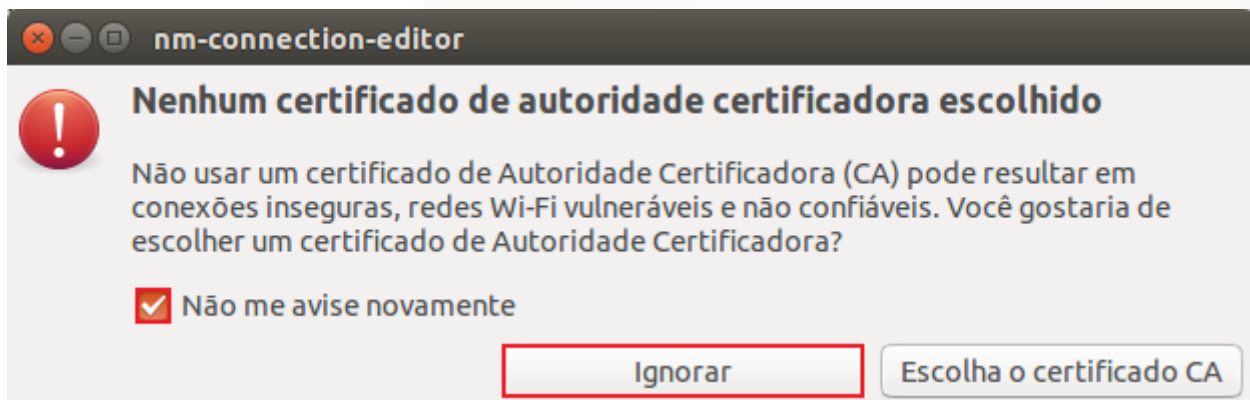 nm-connection-editor
Nenhum certificado de autoridade certificadora escolhido
Não usar um certificado de Autoridade Certificadora (CA) pode resultar em
conexões inseguras, redes Wi-Fi vulneráveis e não confiáveis. Você gostaria de
escolher um certificado de Autoridade Certificadora?
Não me avise novamente
Ignorar
Escolha o certificado CA